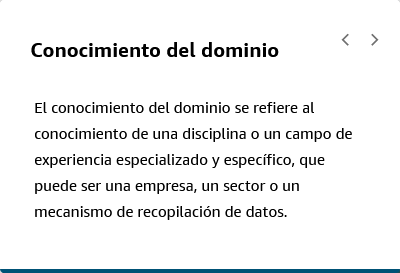 Conocimiento del dominio
El conocimiento del dominio se refiere al
conocimiento de una disciplina o un campo de
experiencia especializado y específico, que
puede ser una empresa, un sector o un
mecanismo de recopilación de datos.